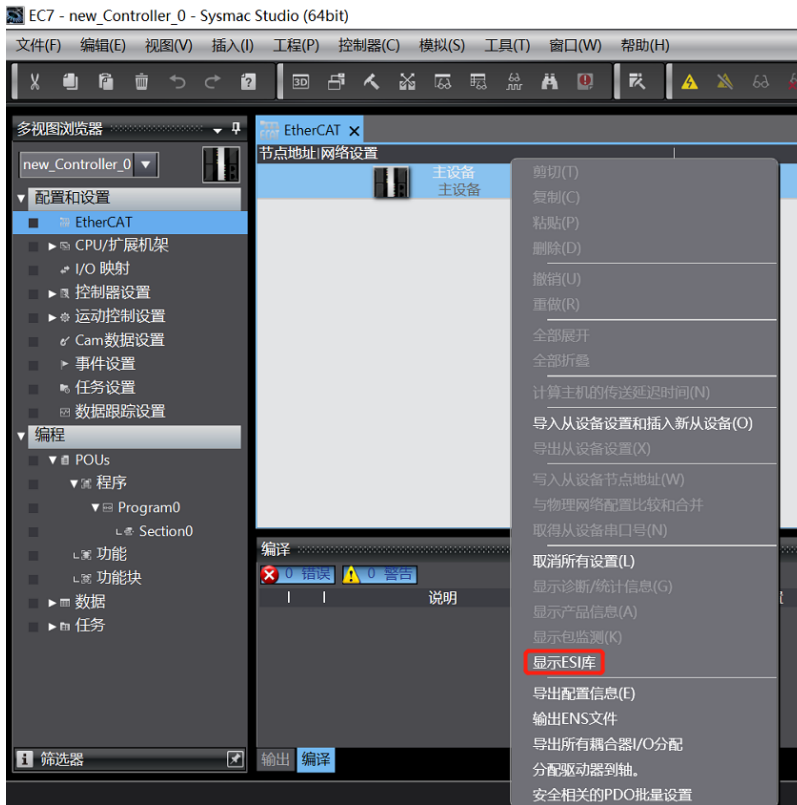 EC7 - new_Controller_0 - Sysmac Studio (64bit)
文件(F) 编辑(E) 视图(V) 插入(I) 工程(P) 控制器(C) 模拟(S) 工具(T) 窗口(W) 帮助(H)
3D
多视图浏览器
new_Controller_0
配置和设置
EtherCAT
CPU/扩展机架
I/O 映射
控制器设置
运动控制设置
Cam数据设置
事件设置
任务设置
数据跟踪设置
编程
POUs
程序
Program0
Section0
功能
功能块
数据
任务
筛选器
EtherCAT
节点地址|网络设置
主设备
主设备
编译
0 错误 0 警告
说明
输出 编译
剪切(T)
复制(C)
粘贴(P)
删除(D)
撤销(U)
重做(R)
全部展开
全部折叠
计算主机的传送延迟时间(N)
导入从设备设置和插入新从设备(O)
导出从设备设置(X)
写入从设备节点地址(W)
与物理网络配置比较和合并
取得从设备串口号(N)
取消所有设置(L)
显示诊断/统计信息(G)
显示产品信息(A)
显示包监测(K)
显示ESI库
导出配置信息(E)
输出ENS文件
导出所有耦合器I/O分配
分配驱动器到轴。
安全相关的PDO批量设置